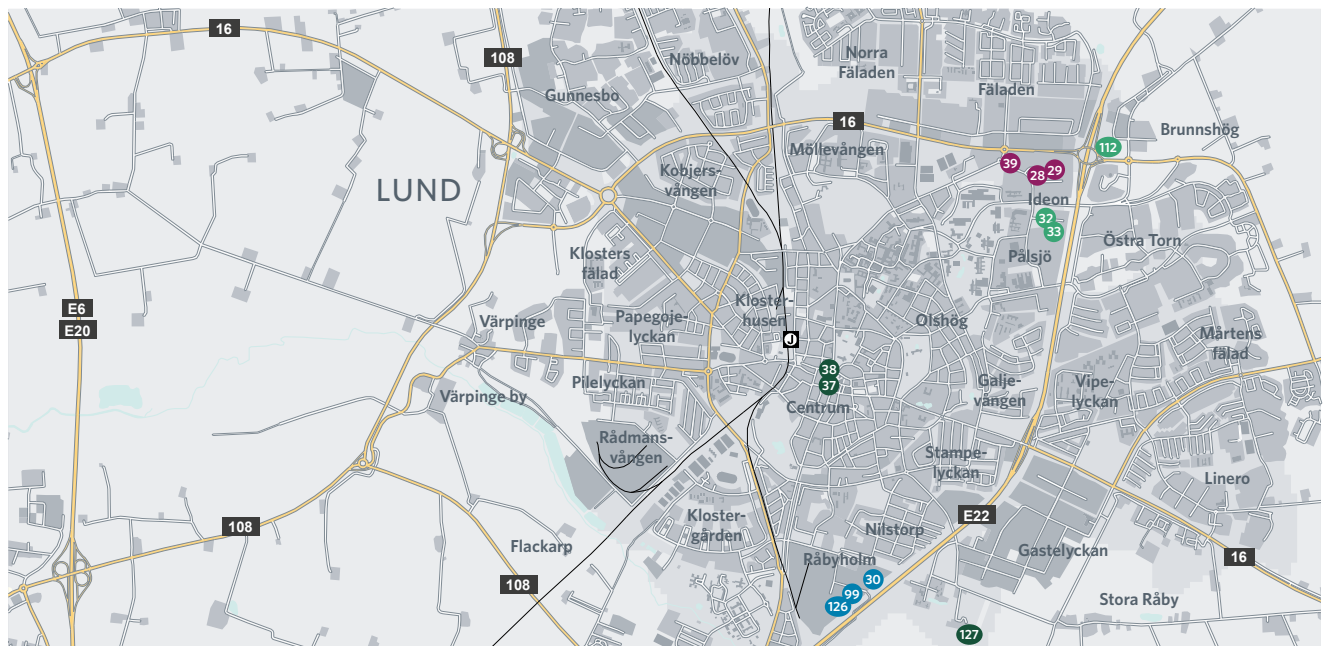 16
108
Nöbbelöv
Norra
Fäladen
Gunnesbo
Fäladen
16
Brunnshög
112
Möllevången
39
28
29
Kobjers-
vången
LUND
Ideon
32
33
Östra Torn
Klosters
fälad
Pålsjö
E6
E20
Kloster-
husen
Värpinge
Papegoje-
lyckan
Olshög
Mårtens
fälad
J
38
37
Pilelyckan
Galje-
vången
Vipe-
lyckan
Värpinge by
Centrum
Rådmans-
vången
Stampe-
lyckan
Linero
108
Kloster-
gården
E22
Nilstorp
Flackarp
Gastelyckan
16
Råbyholm
108
30
99
126
Stora Råby
127